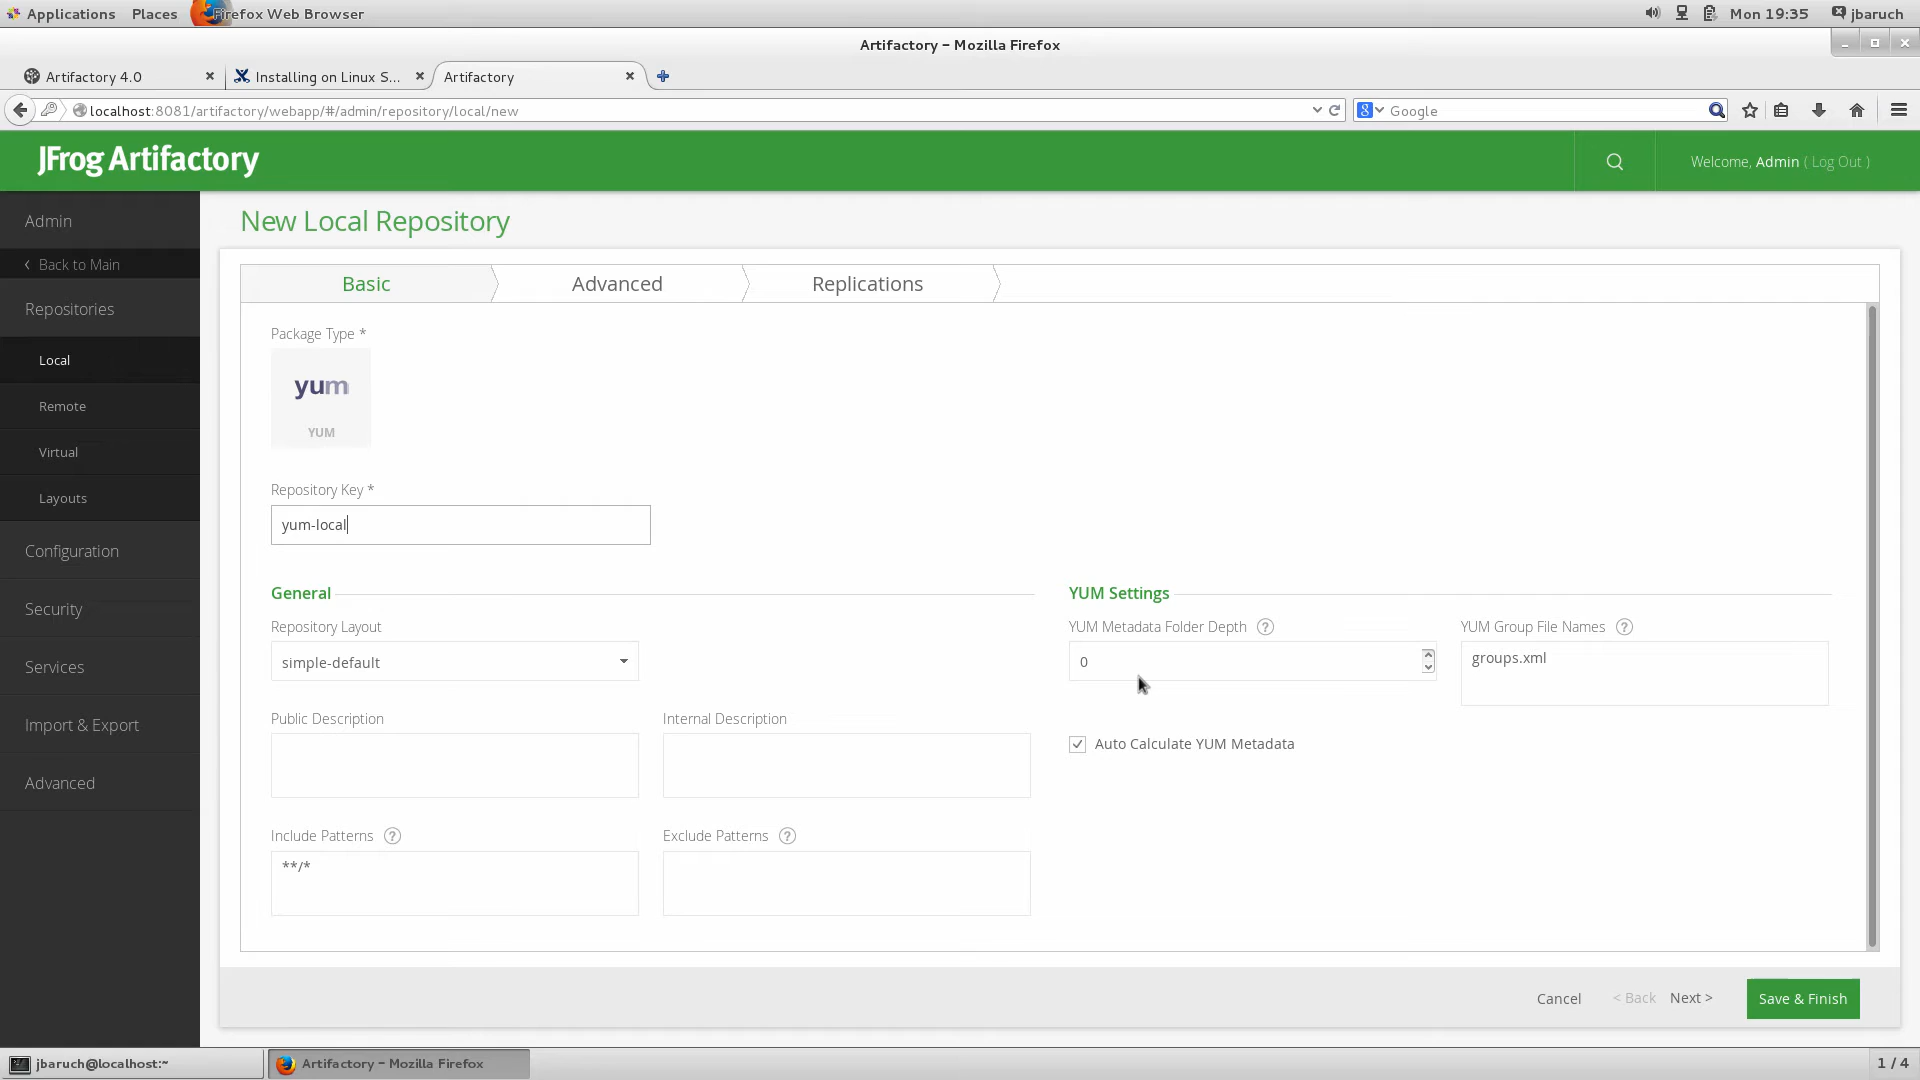 Applications Places Firefox Web Browser Mon 19:35 jbaruch
Artifactory - Mozilla Firefox
Artifactory 4.0 Installing on Linux S... Artifactory
localhost:8081/artifactory/webapp/#/admin/repository/local/new Google
JFrog Artifactory Welcome, Admin ( Log Out )
Admin
New Local Repository
< Back to Main
Basic Advanced Replications
Repositories
Package Type *
Local
yum
Remote
YUM
Virtual
Repository Key *
Layouts
yum-local
Configuration
General YUM Settings
Security
Repository Layout YUM Metadata Folder Depth ? YUM Group File Names ?
simple-default 0 groups.xml
Services
Public Description Internal Description
Import & Export
Auto Calculate YUM Metadata
Advanced
Include Patterns ? Exclude Patterns ?
**/*
Cancel < Back Next > Save & Finish
jbaruch@localhost:~ Artifactory - Mozilla Firefox 1 / 4